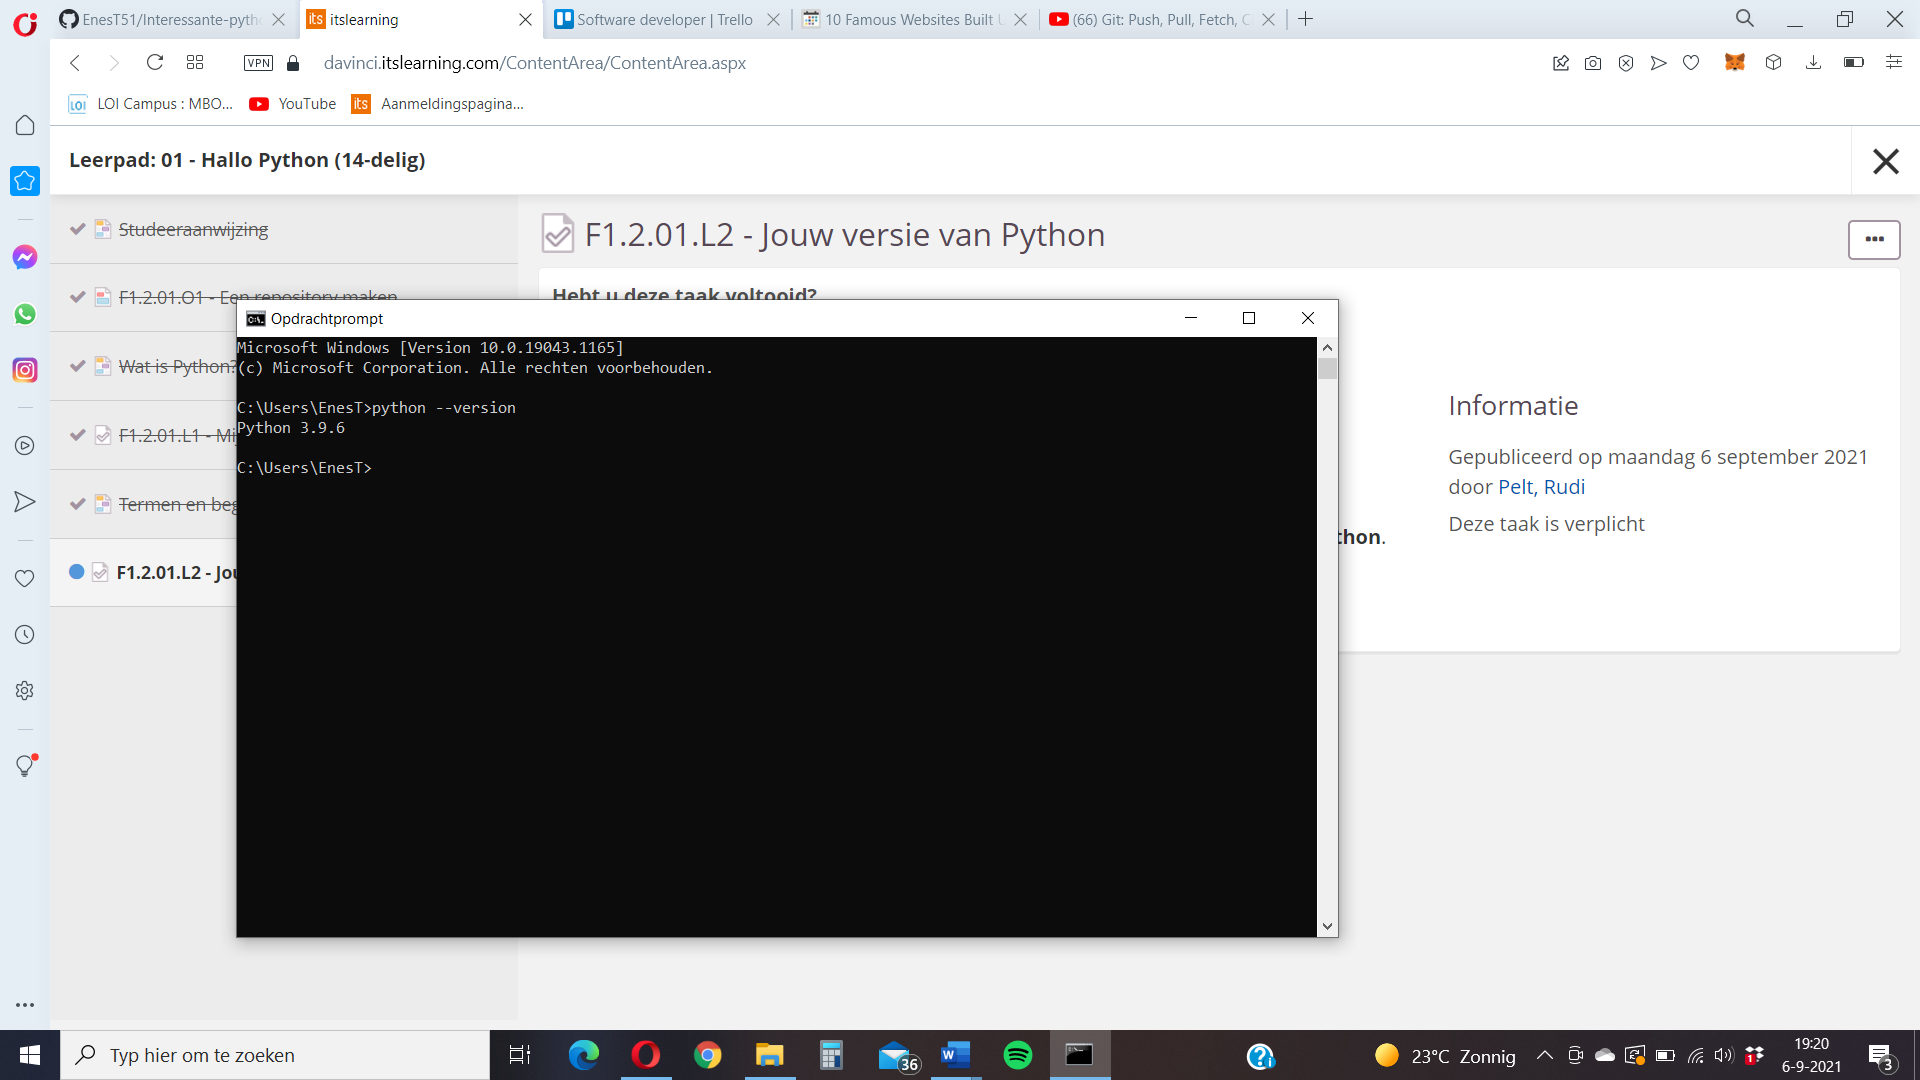 EnesT51/Interessante-pytho
itslearning
Software developer | Trello
10 Famous Websites Built U
(66) Git: Push, Pull, Fetch, C
VPN
davinci.itslearning.com/ContentArea/ContentArea.aspx
LOI Campus : MBO...
YouTube
its
Aanmeldingspagina...
Leerpad: 01 - Hallo Python (14-delig)
Studeeraanwijzing
F1.2.01.O1 - Een repository maken
Wat is Python?
F1.2.01.L1 - Mij
Termen en beg
F1.2.01.L2 - Jou
F1.2.01.L2 - Jouw versie van Python
Hebt u deze taak voltooid?
Opdrachtprompt
Microsoft Windows [Version 10.0.19043.1165]
(c) Microsoft Corporation. Alle rechten voorbehouden.
C:\Users\EnesT>python --version
Python 3.9.6
C:\Users\EnesT>
Informatie
Gepubliceerd op maandag 6 september 2021
door Pelt, Rudi
Deze taak is verplicht
thon.
Typ hier om te zoeken
36
23°C Zonnig
1
19:20
6-9-2021
3